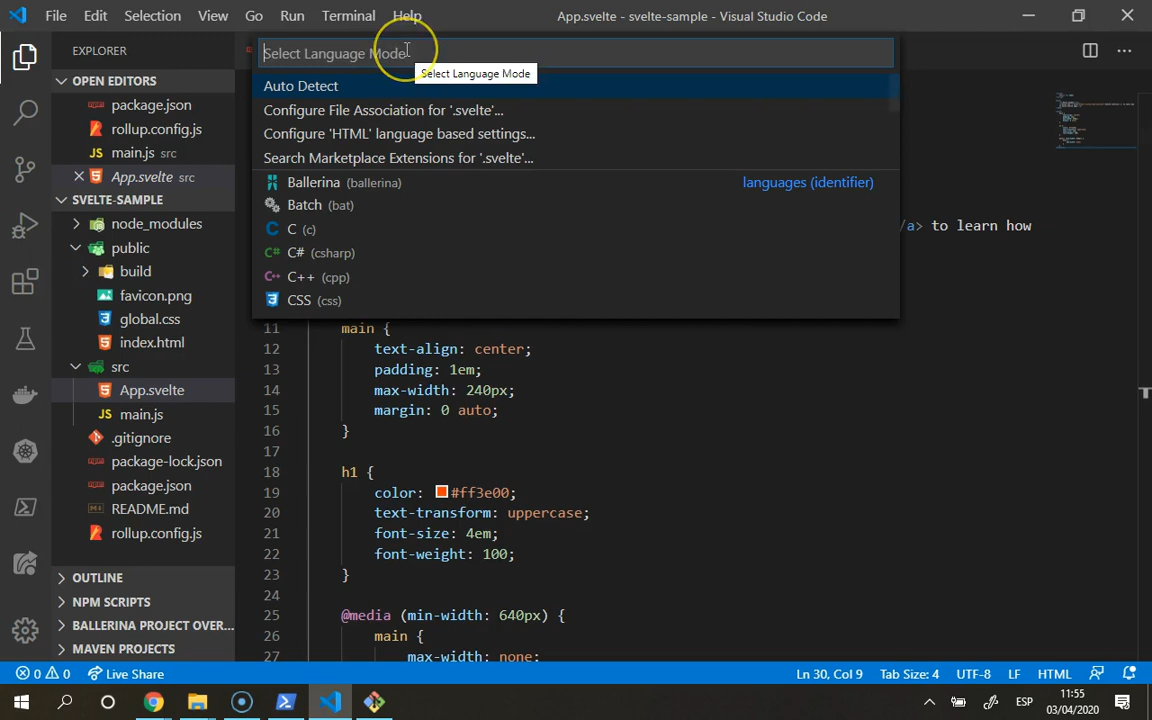 File Edit Selection View Go Run Terminal Help
App.svelte - svelte-sample - Visual Studio Code
EXPLORER
OPEN EDITORS
package.json
rollup.config.js
main.js src
App.svelte src
SVELTE-SAMPLE
node_modules
public
build
favicon.png
global.css
index.html
src
App.svelte
main.js
.gitignore
package-lock.json
package.json
README.md
rollup.config.js
OUTLINE
NPM SCRIPTS
BALLERINA PROJECT OVER...
MAVEN PROJECTS
Select Language Mode
Select Language Mode
Auto Detect
Configure File Association for '.svelte'...
Configure 'HTML' language based settings...
Search Marketplace Extensions for '.svelte'...
Ballerina (ballerina) languages (identifier)
Batch (bat)
C (c)
C# (csharp)
C++ (cpp)
CSS (css)
/a> to learn how
11 main {
12 text-align: center;
13 padding: 1em;
14 max-width: 240px;
15 margin: 0 auto;
16 }
17
18 h1 {
19 color: #ff3e00;
20 text-transform: uppercase;
21 font-size: 4em;
22 font-weight: 100;
23 }
24
25 @media (min-width: 640px) {
26 main {
27 max-width: none;
0 0 Live Share
Ln 30, Col 9 Tab Size: 4 UTF-8 LF HTML
ESP
11:55
03/04/2020